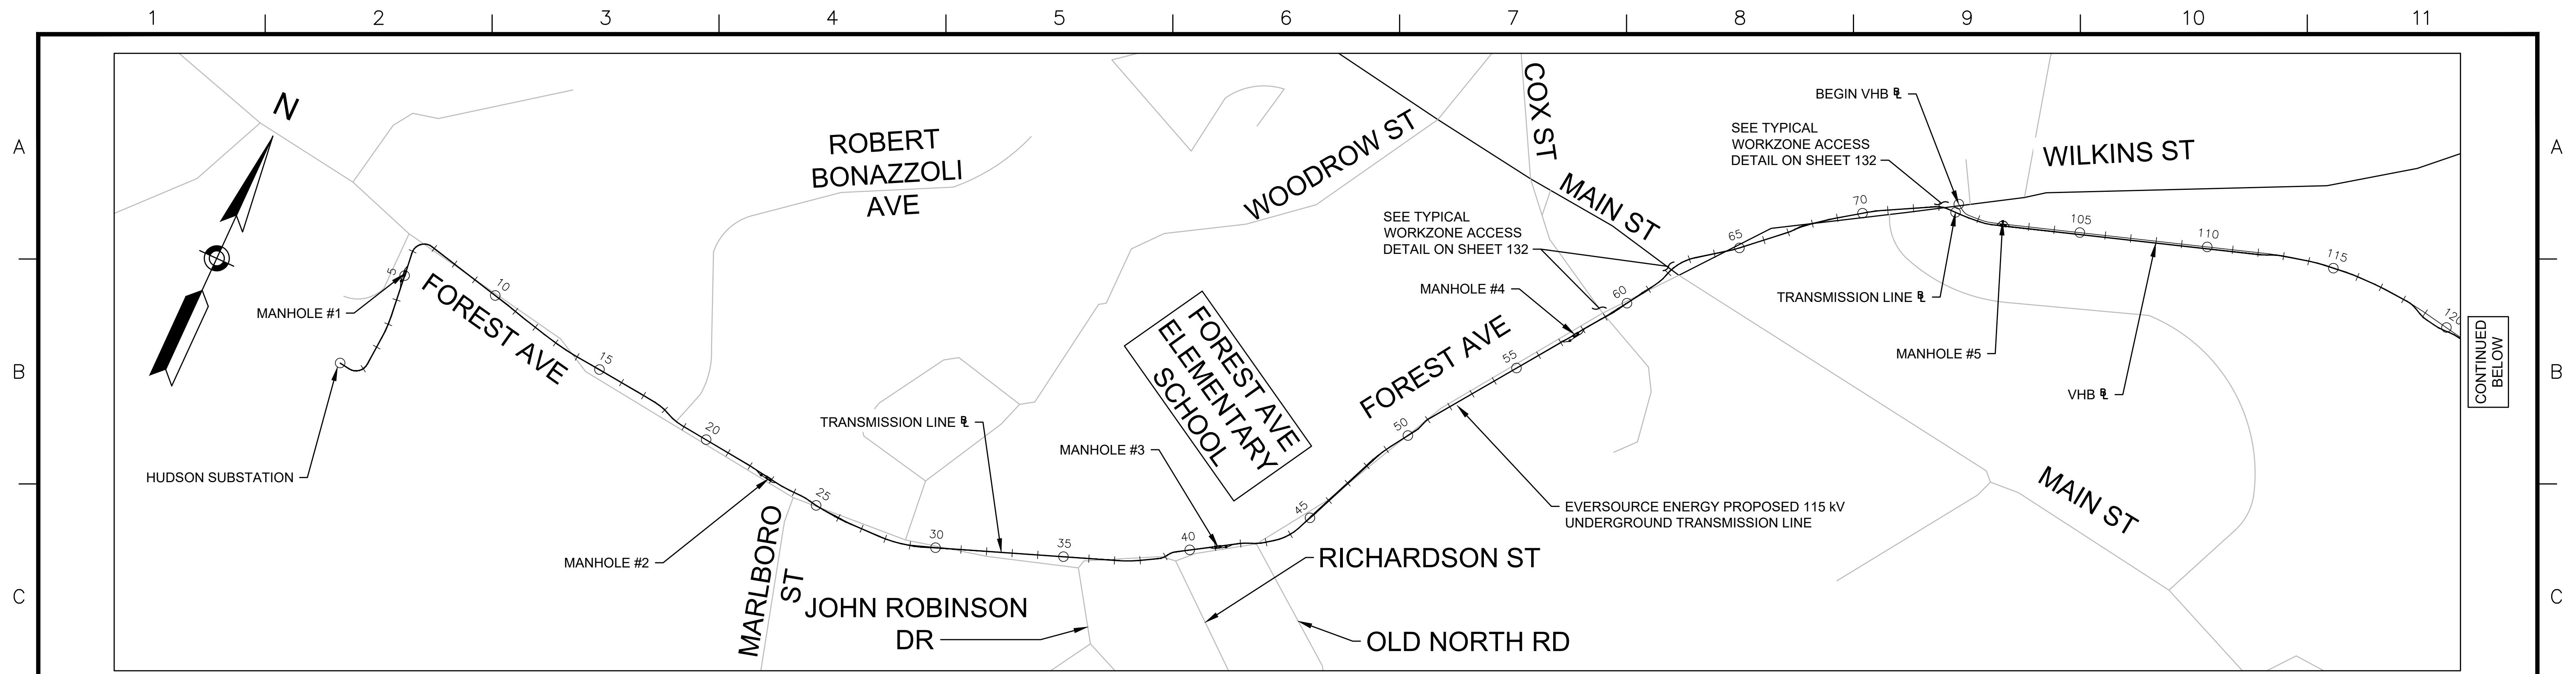 1 2 3 4 5 6 7 8 9 10 11
A
B
C
N
ROBERT
BONAZZOLI
AVE
WOODROW ST
COX ST
MAIN ST
BEGIN VHB ℄
SEE TYPICAL
WORKZONE ACCESS
DETAIL ON SHEET 132
WILKINS ST
SEE TYPICAL
WORKZONE ACCESS
DETAIL ON SHEET 132
MANHOLE #4
MANHOLE #1
HUDSON SUBSTATION
FOREST AVE
5
10
15
20
25
30
35
40
45
50
55
60
65
70
105
110
115
120
TRANSMISSION LINE ℄
MANHOLE #5
VHB ℄
CONTINUED
BELOW
TRANSMISSION LINE ℄
MANHOLE #3
FOREST AVE
ELEMENTARY
SCHOOL
FOREST AVE
EVERSOURCE ENERGY PROPOSED 115 kV
UNDERGROUND TRANSMISSION LINE
MAIN ST
MANHOLE #2
MARLBORO
ST
JOHN ROBINSON
DR
RICHARDSON ST
OLD NORTH RD
A
B
C